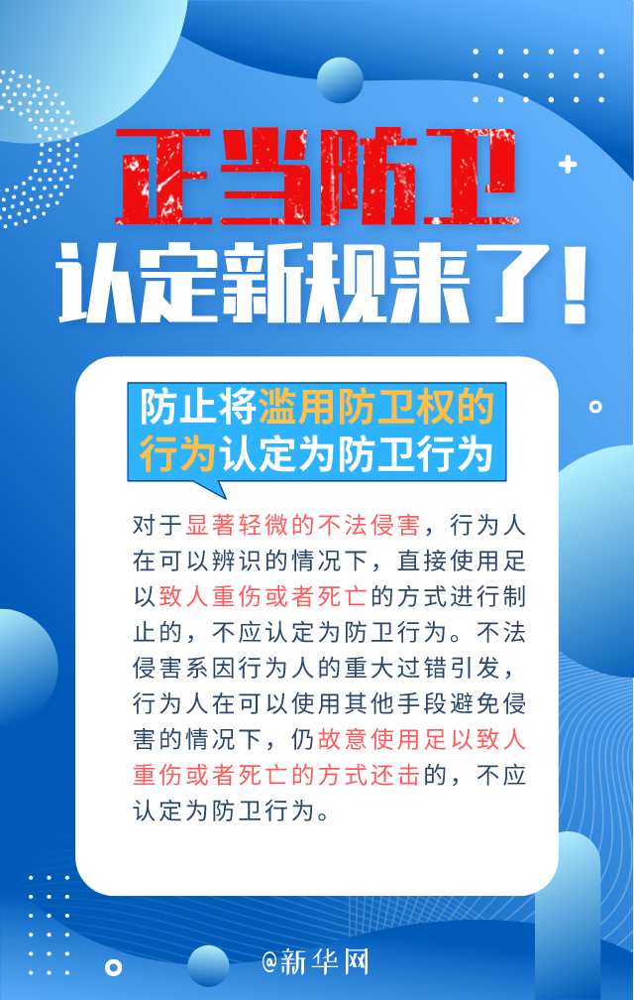 正当防卫
认定新规来了!
防止将滥用防卫权的
行为认定为防卫行为
对于显著轻微的不法侵害，行为人
在可以辨识的情况下，直接使用足
以致人重伤或者死亡的方式进行制
止的，不应认定为防卫行为。不法
侵害系因行为人的重大过错引发，
行为人在可以使用其他手段避免侵
害的情况下，仍故意使用足以致人
重伤或者死亡的方式还击的，不应
认定为防卫行为。
@新华网